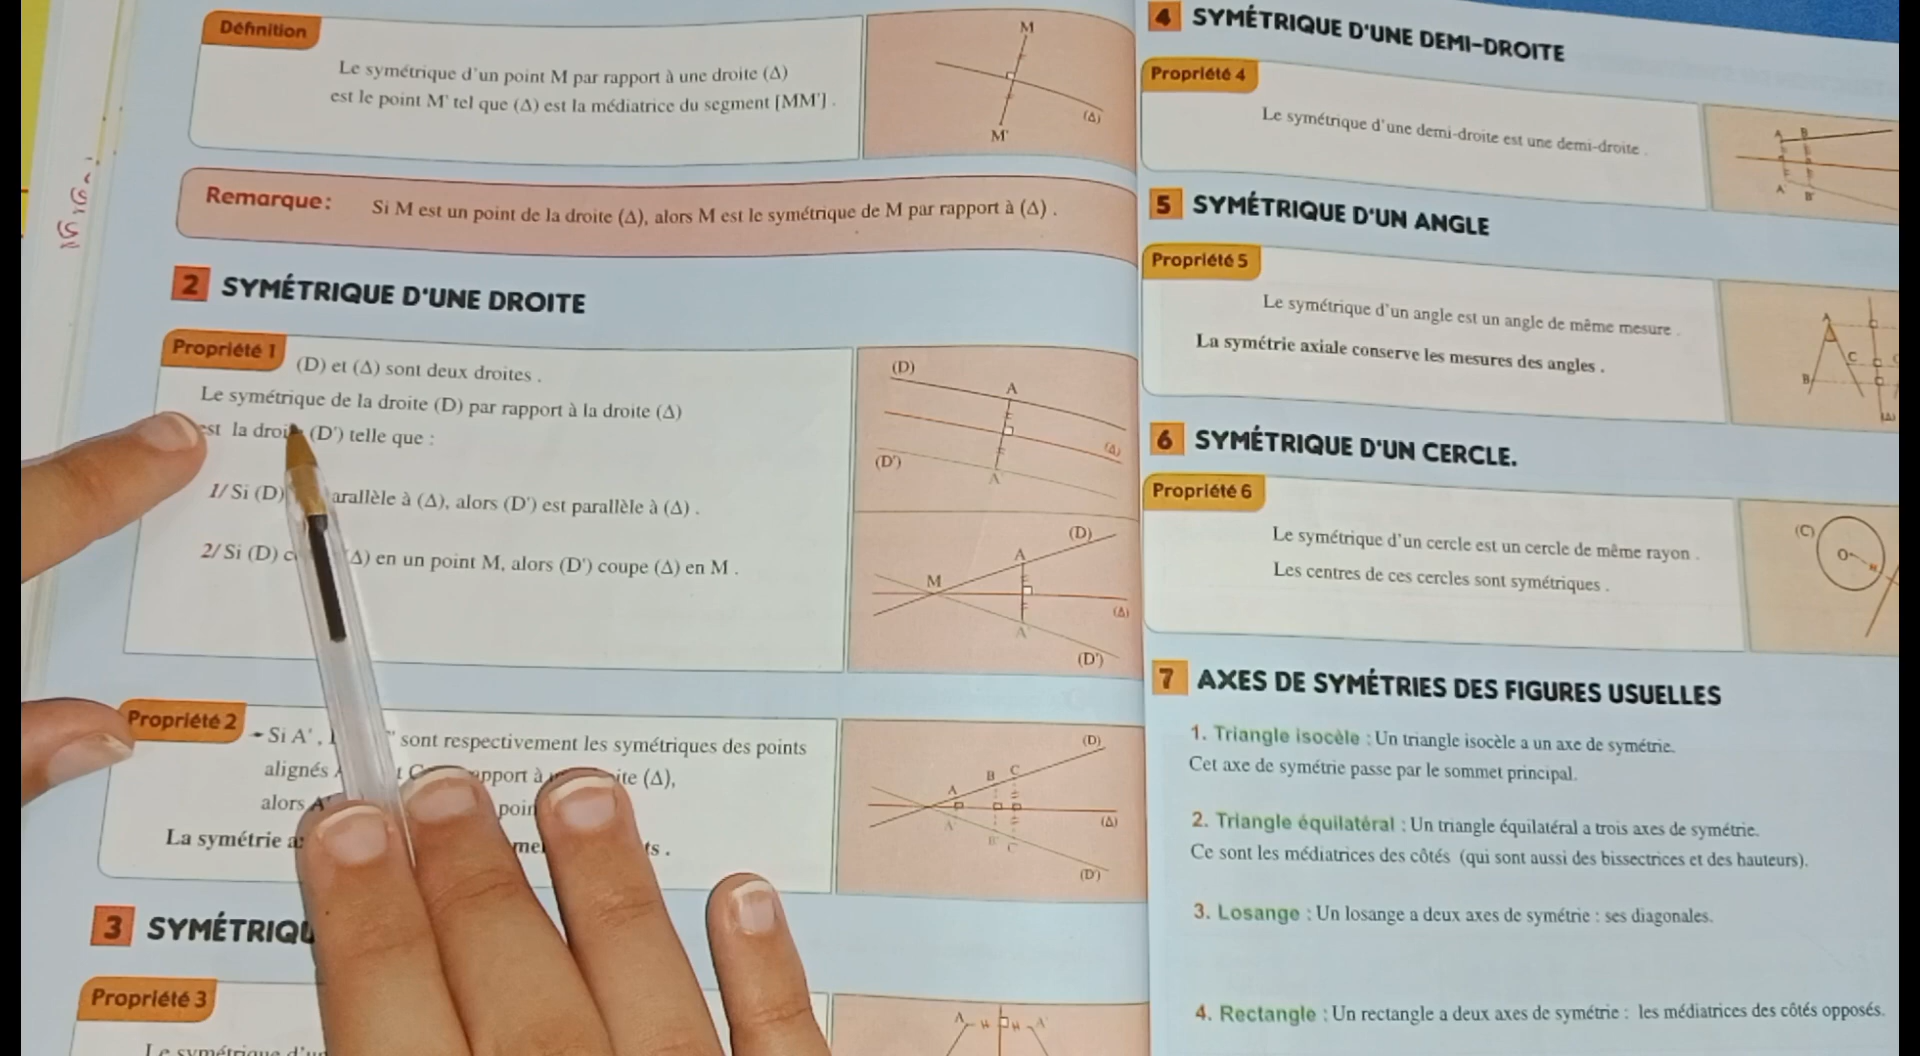 Définition
Le symétrique d'un point M par rapport à une droite (Δ)
est le point M' tel que (Δ) est la médiatrice du segment [MM'] .
M
(Δ)
M'
Remarque : Si M est un point de la droite (Δ), alors M est le symétrique de M par rapport à (Δ) .
2 SYMÉTRIQUE D'UNE DROITE
Propriété 1
(D) et (Δ) sont deux droites .
Le symétrique de la droite (D) par rapport à la droite (Δ)
est la (D') telle que :
1/ Si (D) à (Δ), alors (D') est parallèle à (Δ) .
2/ Si (D) (Δ) en un point M, alors (D') coupe (Δ) en M .
(D)
A
(Δ)
(D')
A'
(D)
A
M
(Δ)
A'
(D')
Propriété 2
- Si A' , sont respectivement les symétriques des points
alignés (Δ),
alors A'
La symétrie
(D)
B C
A
(Δ)
A'
B' C'
(D')
3
Propriété 3
Le symétrique
A H H A'
4 SYMÉTRIQUE D'UNE DEMI-DROITE
Propriété 4
Le symétrique d'une demi-droite est une demi-droite .
A B
A' B'
5 SYMÉTRIQUE D'UN ANGLE
Propriété 5
Le symétrique d'un angle est un angle de même mesure .
La symétrie axiale conserve les mesures des angles .
A
C
B
(Δ)
6 SYMÉTRIQUE D'UN CERCLE.
Propriété 6
Le symétrique d'un cercle est un cercle de même rayon .
Les centres de ces cercles sont symétriques .
(C)
O
7 AXES DE SYMÉTRIES DES FIGURES USUELLES
1. Triangle isocèle : Un triangle isocèle a un axe de symétrie.
Cet axe de symétrie passe par le sommet principal.
2. Triangle équilatéral : Un triangle équilatéral a trois axes de symétrie.
Ce sont les médiatrices des côtés (qui sont aussi des bissectrices et des hauteurs).
3. Losange : Un losange a deux axes de symétrie : ses diagonales.
4. Rectangle : Un rectangle a deux axes de symétrie : les médiatrices des côtés opposés.